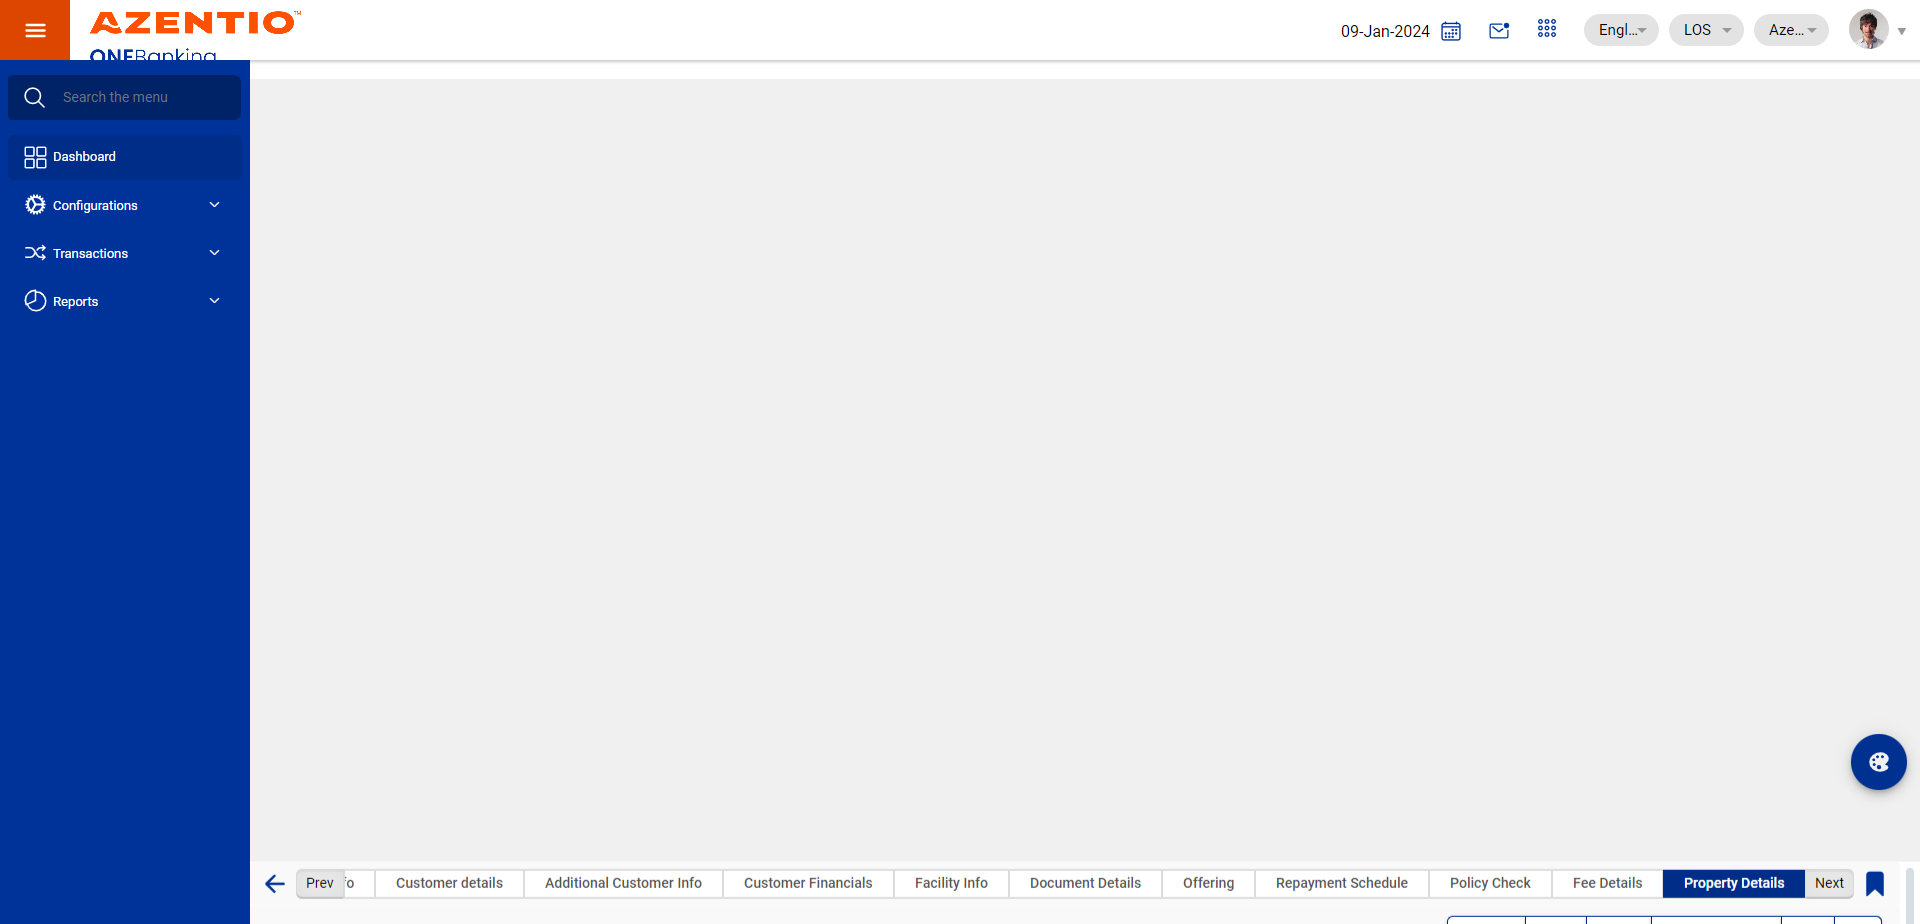 AZENTIO™
ONEBanking
09-Jan-2024
Engl...
LOS
Aze...
Search the menu
Dashboard
Configurations
Transactions
Reports
Prev
fo
Customer details
Additional Customer Info
Customer Financials
Facility Info
Document Details
Offering
Repayment Schedule
Policy Check
Fee Details
Property Details
Next